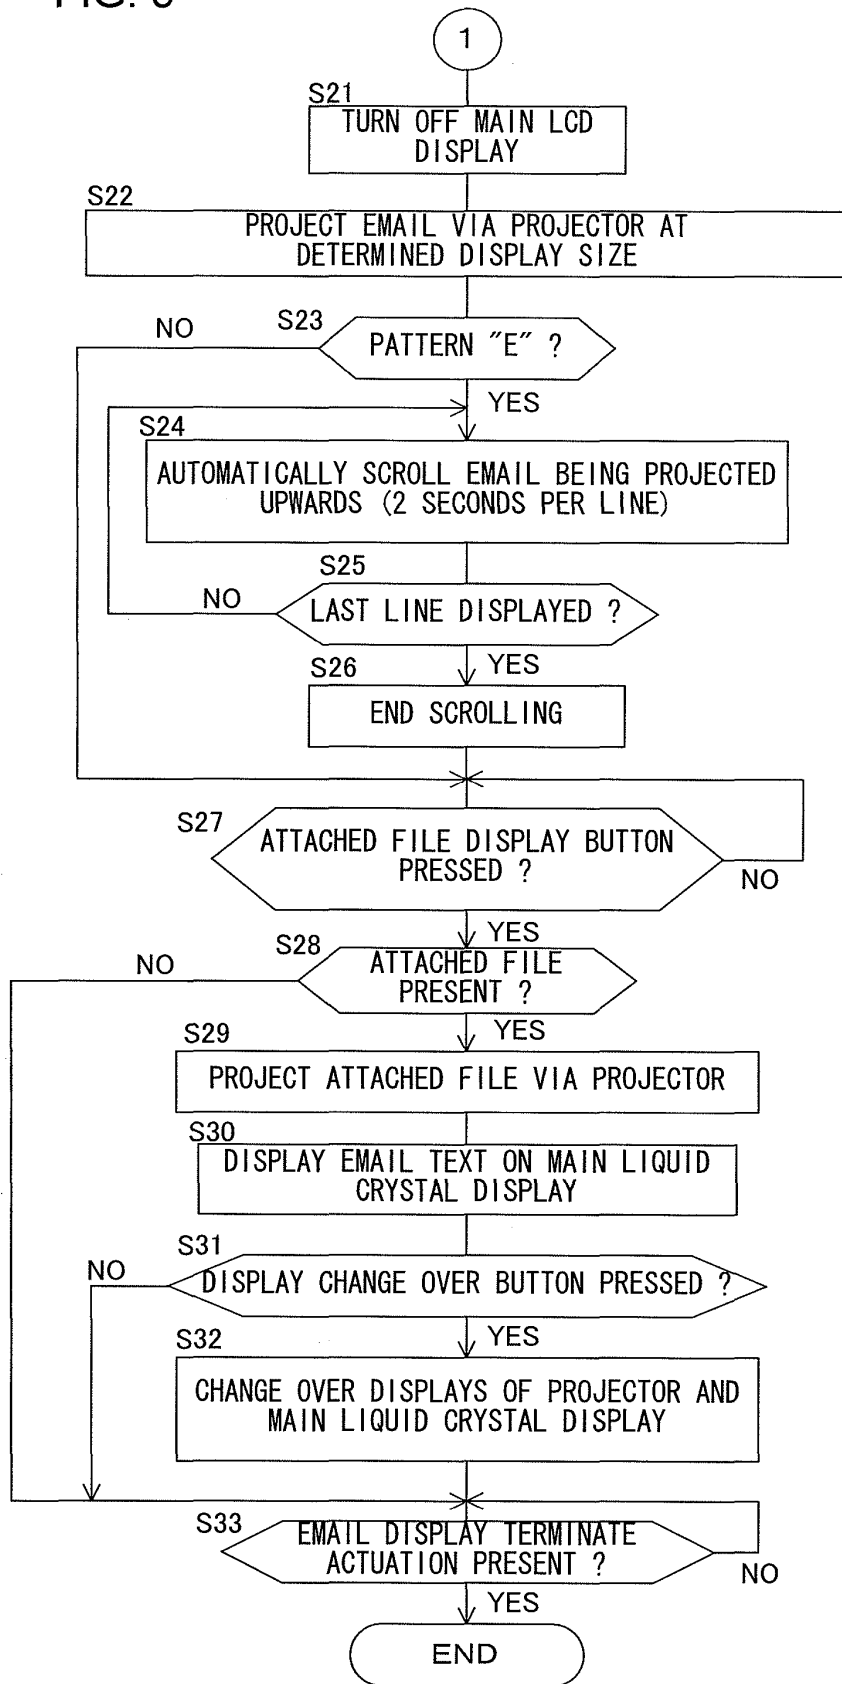 1
S21
TURN OFF MAIN LCD
DISPLAY
S22
PROJECT EMAIL VIA PROJECTOR AT
DETERMINED DISPLAY SIZE
S23
NO
PATTERN "E" ?
YES
S24
AUTOMATICALLY SCROLL EMAIL BEING PROJECTED
UPWARDS (2 SECONDS PER LINE)
S25
NO
LAST LINE DISPLAYED ?
YES
S26
END SCROLLING
S27
ATTACHED FILE DISPLAY BUTTON
PRESSED ?
NO
YES
S28
NO
ATTACHED FILE
PRESENT ?
YES
S29
PROJECT ATTACHED FILE VIA PROJECTOR
S30
DISPLAY EMAIL TEXT ON MAIN LIQUID
CRYSTAL DISPLAY
S31
NO
DISPLAY CHANGE OVER BUTTON PRESSED ?
YES
S32
CHANGE OVER DISPLAYS OF PROJECTOR AND
MAIN LIQUID CRYSTAL DISPLAY
S33
EMAIL DISPLAY TERMINATE
ACTUATION PRESENT ?
NO
YES
END